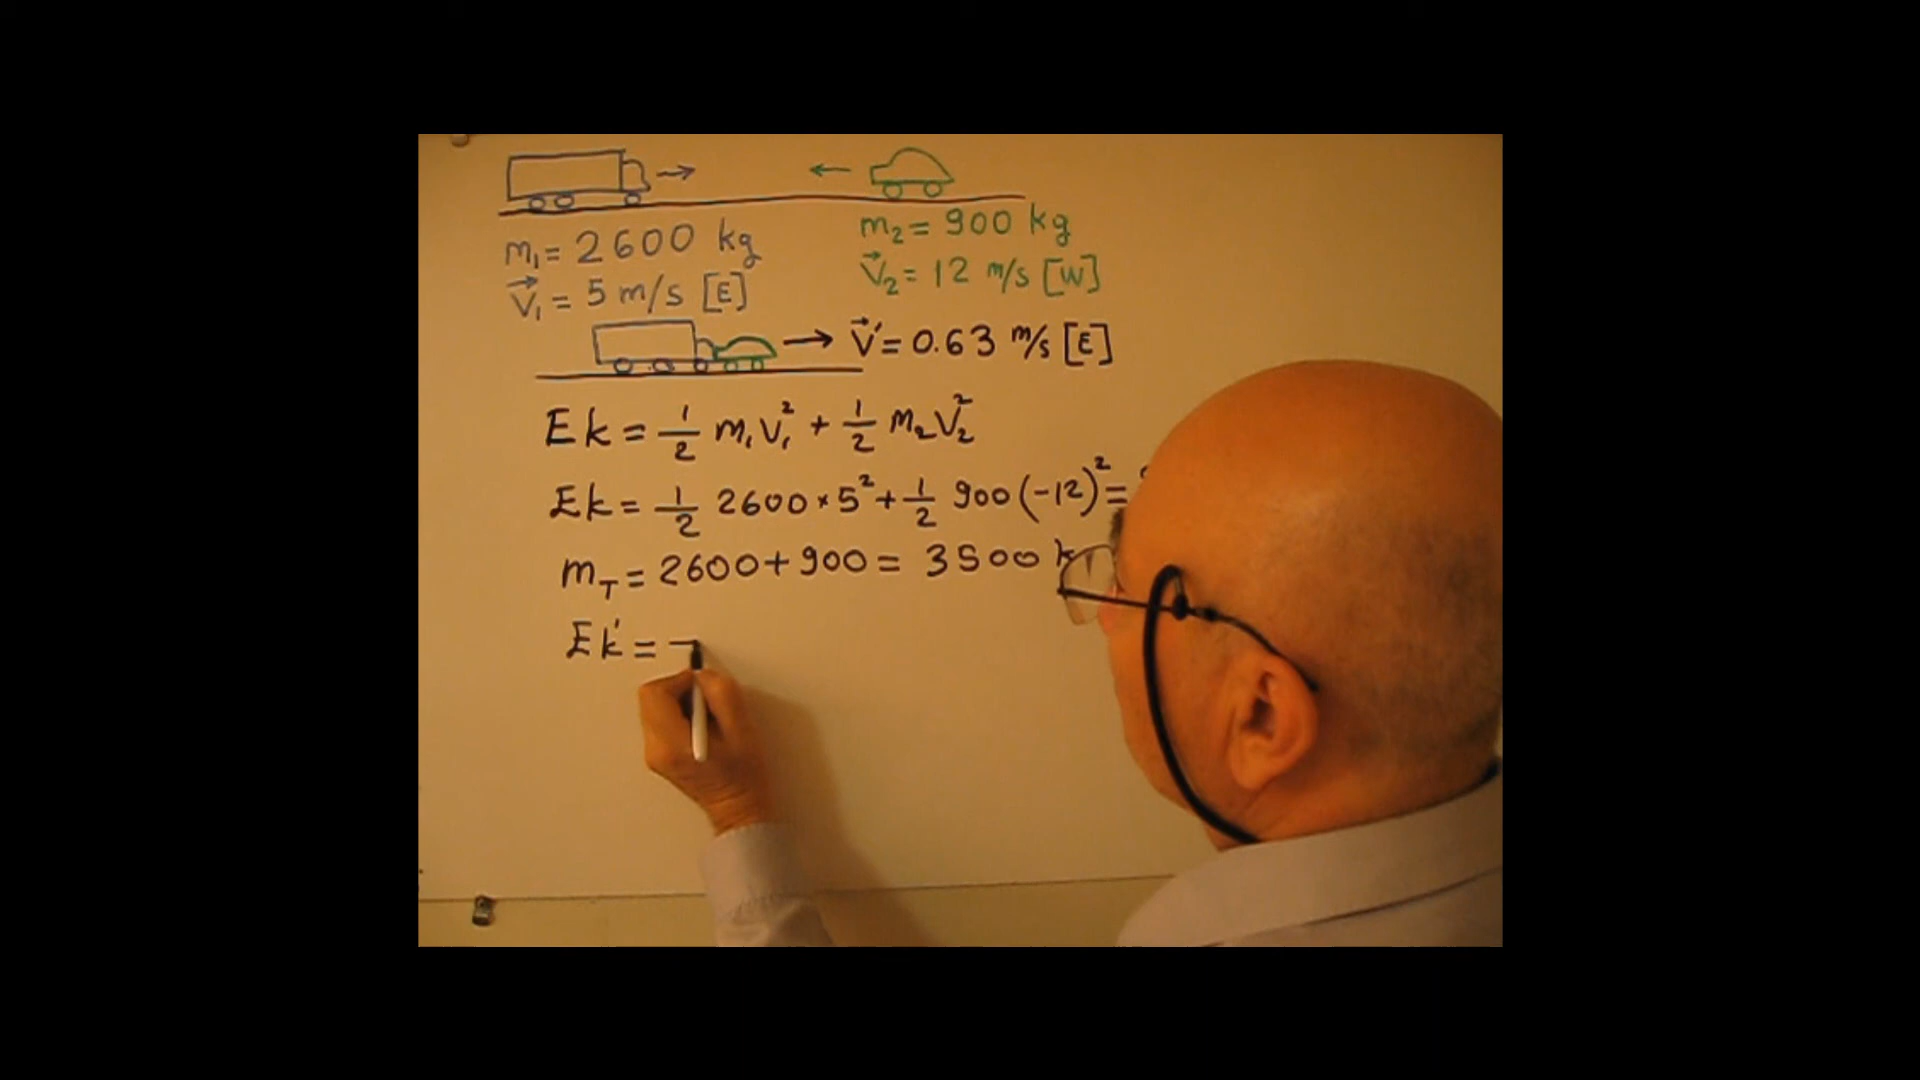 m₁ = 2600 kg
m₂ = 900 kg
V⃗₁ = 5 m/s [E]
V⃗₂ = 12 m/s [W]
V⃗' = 0.63 m/s [E]
Ek = 1/2 m₁V₁² + 1/2 m₂V₂²
Ek = 1/2 2600 × 5² + 1/2 900 (-12)² =
m_T = 2600 + 900 = 3500 k
Ek' =